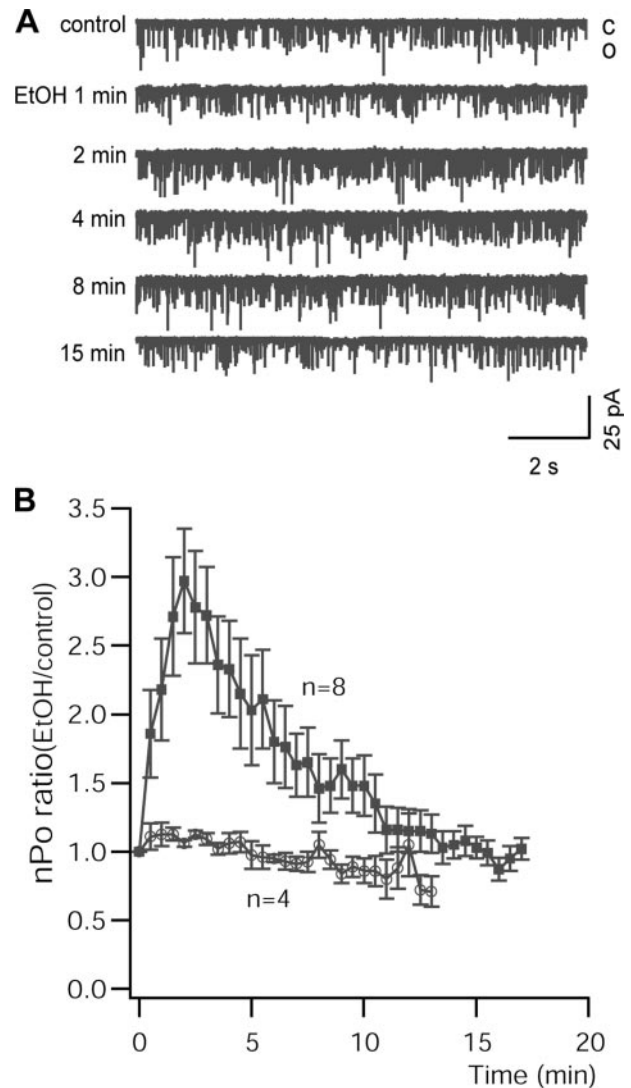 A
control
C
O
EtOH 1 min
2 min
4 min
8 min
15 min
25 pA
2 s
B
nPo ratio(EtOH/control)
3.5
3.0
2.5
2.0
1.5
1.0
0.5
0.0
n=8
n=4
0
5
10
15
20
Time (min)